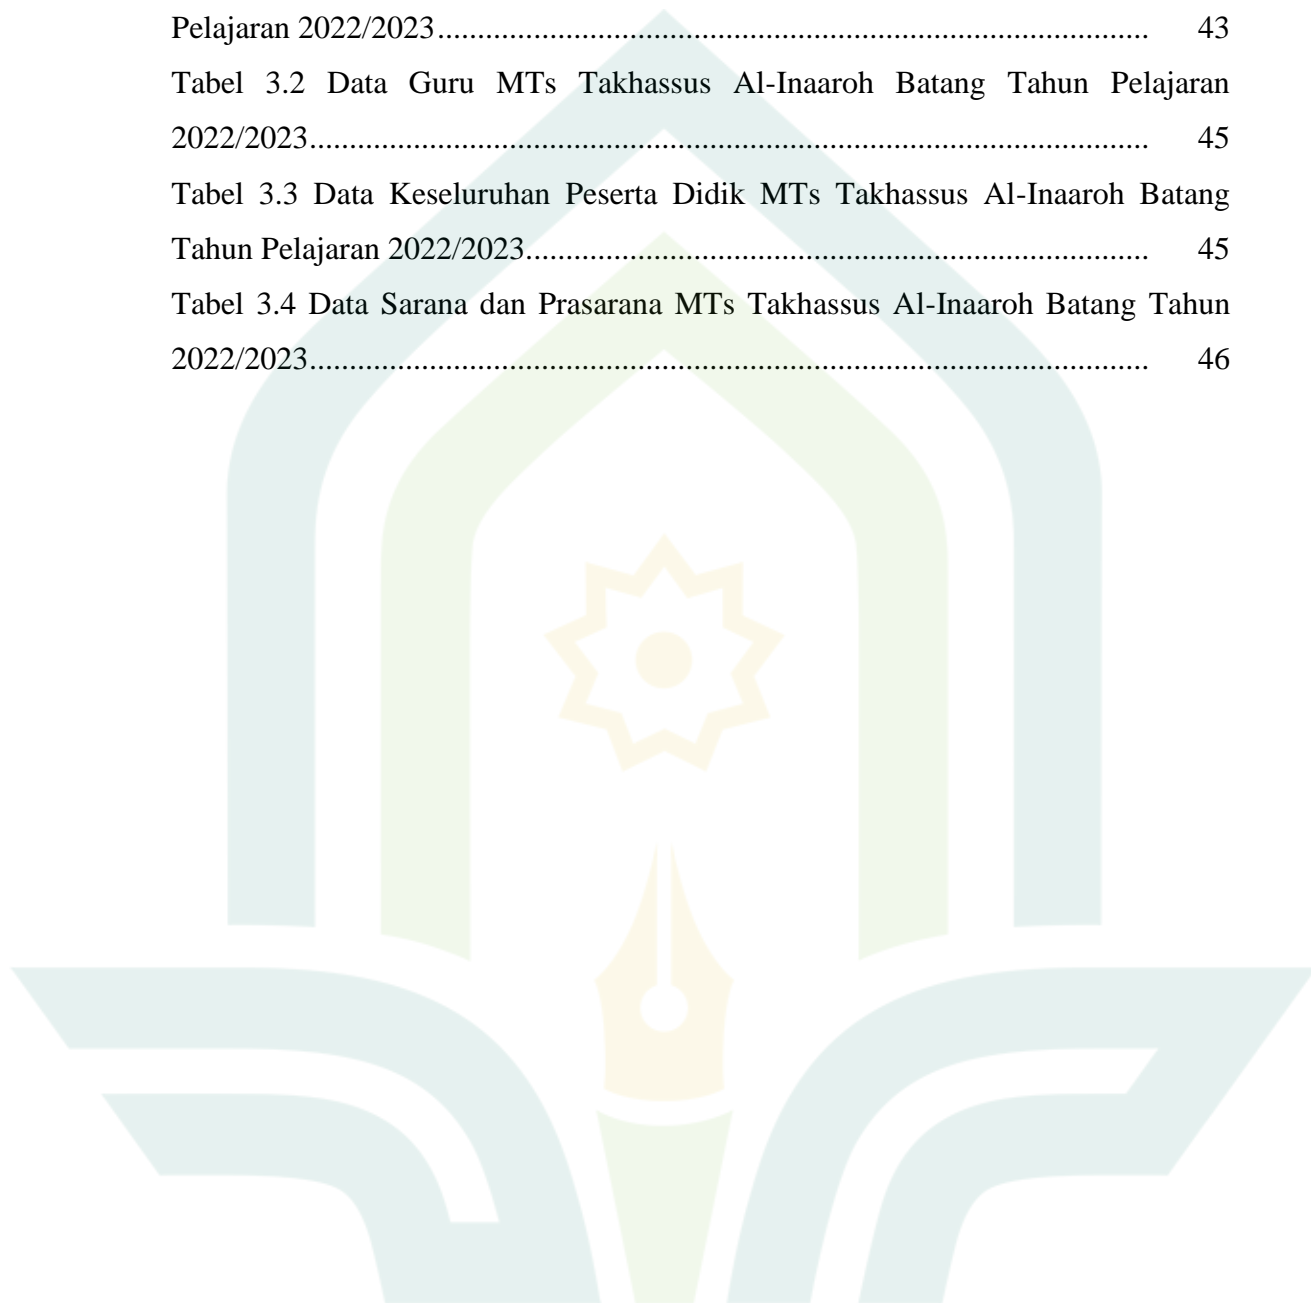 Pelajaran 2022/2023........................................................................................ 43
Tabel 3.2 Data Guru MTs Takhassus Al-Inaaroh Batang Tahun Pelajaran
2022/2023........................................................................................................ 45
Tabel 3.3 Data Keseluruhan Peserta Didik MTs Takhassus Al-Inaaroh Batang
Tahun Pelajaran 2022/2023............................................................................. 45
Tabel 3.4 Data Sarana dan Prasarana MTs Takhassus Al-Inaaroh Batang Tahun
2022/2023........................................................................................................ 46